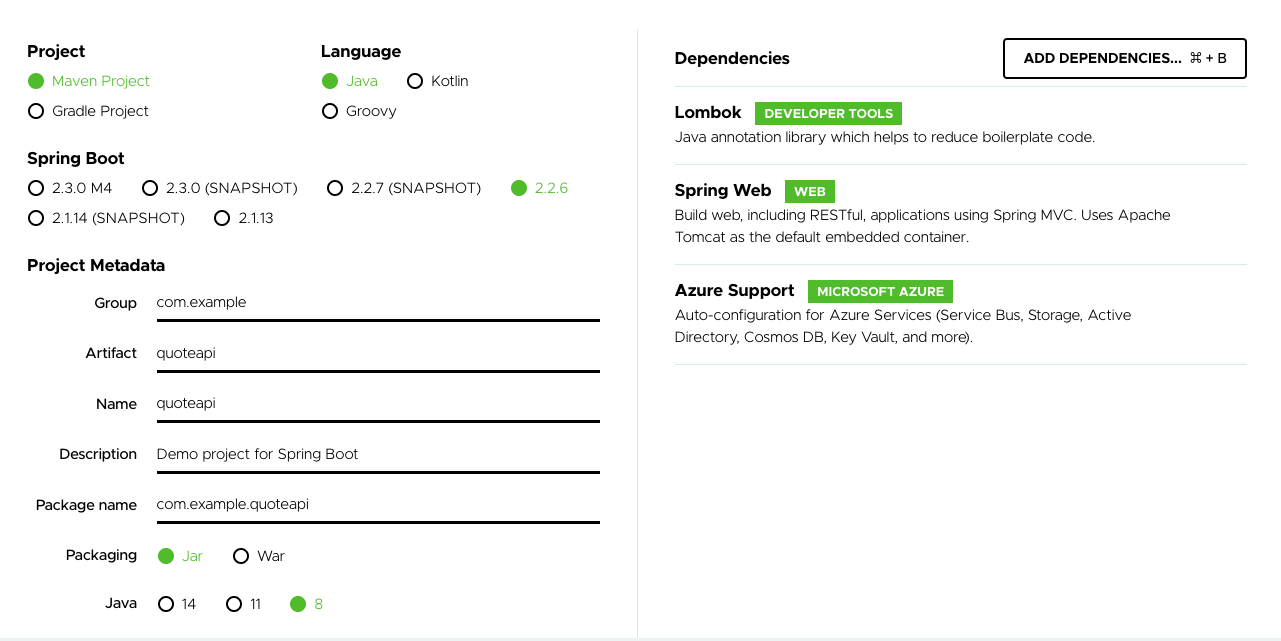 Project
Maven Project
Gradle Project
Language
Java Kotlin
Groovy
Spring Boot
2.3.0 M4 2.3.0 (SNAPSHOT) 2.2.7 (SNAPSHOT) 2.2.6
2.1.14 (SNAPSHOT) 2.1.13
Project Metadata
Group com.example
Artifact quoteapi
Name quoteapi
Description Demo project for Spring Boot
Package name com.example.quoteapi
Packaging Jar War
Java 14 11 8
Dependencies ADD DEPENDENCIES... ⌘ + B
Lombok DEVELOPER TOOLS
Java annotation library which helps to reduce boilerplate code.
Spring Web WEB
Build web, including RESTful, applications using Spring MVC. Uses Apache
Tomcat as the default embedded container.
Azure Support MICROSOFT AZURE
Auto-configuration for Azure Services (Service Bus, Storage, Active
Directory, Cosmos DB, Key Vault, and more).